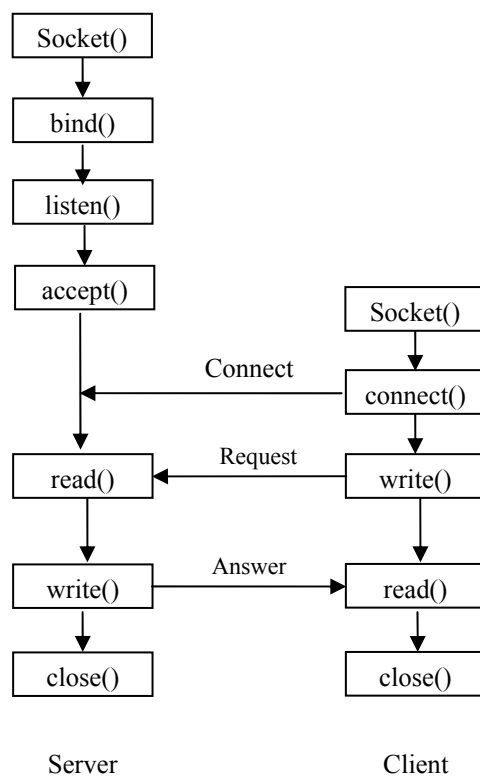 Socket()
bind()
listen()
accept()
Socket()
Connect
connect()
Request
read()
write()
Answer
write()
read()
close()
close()
Server
Client